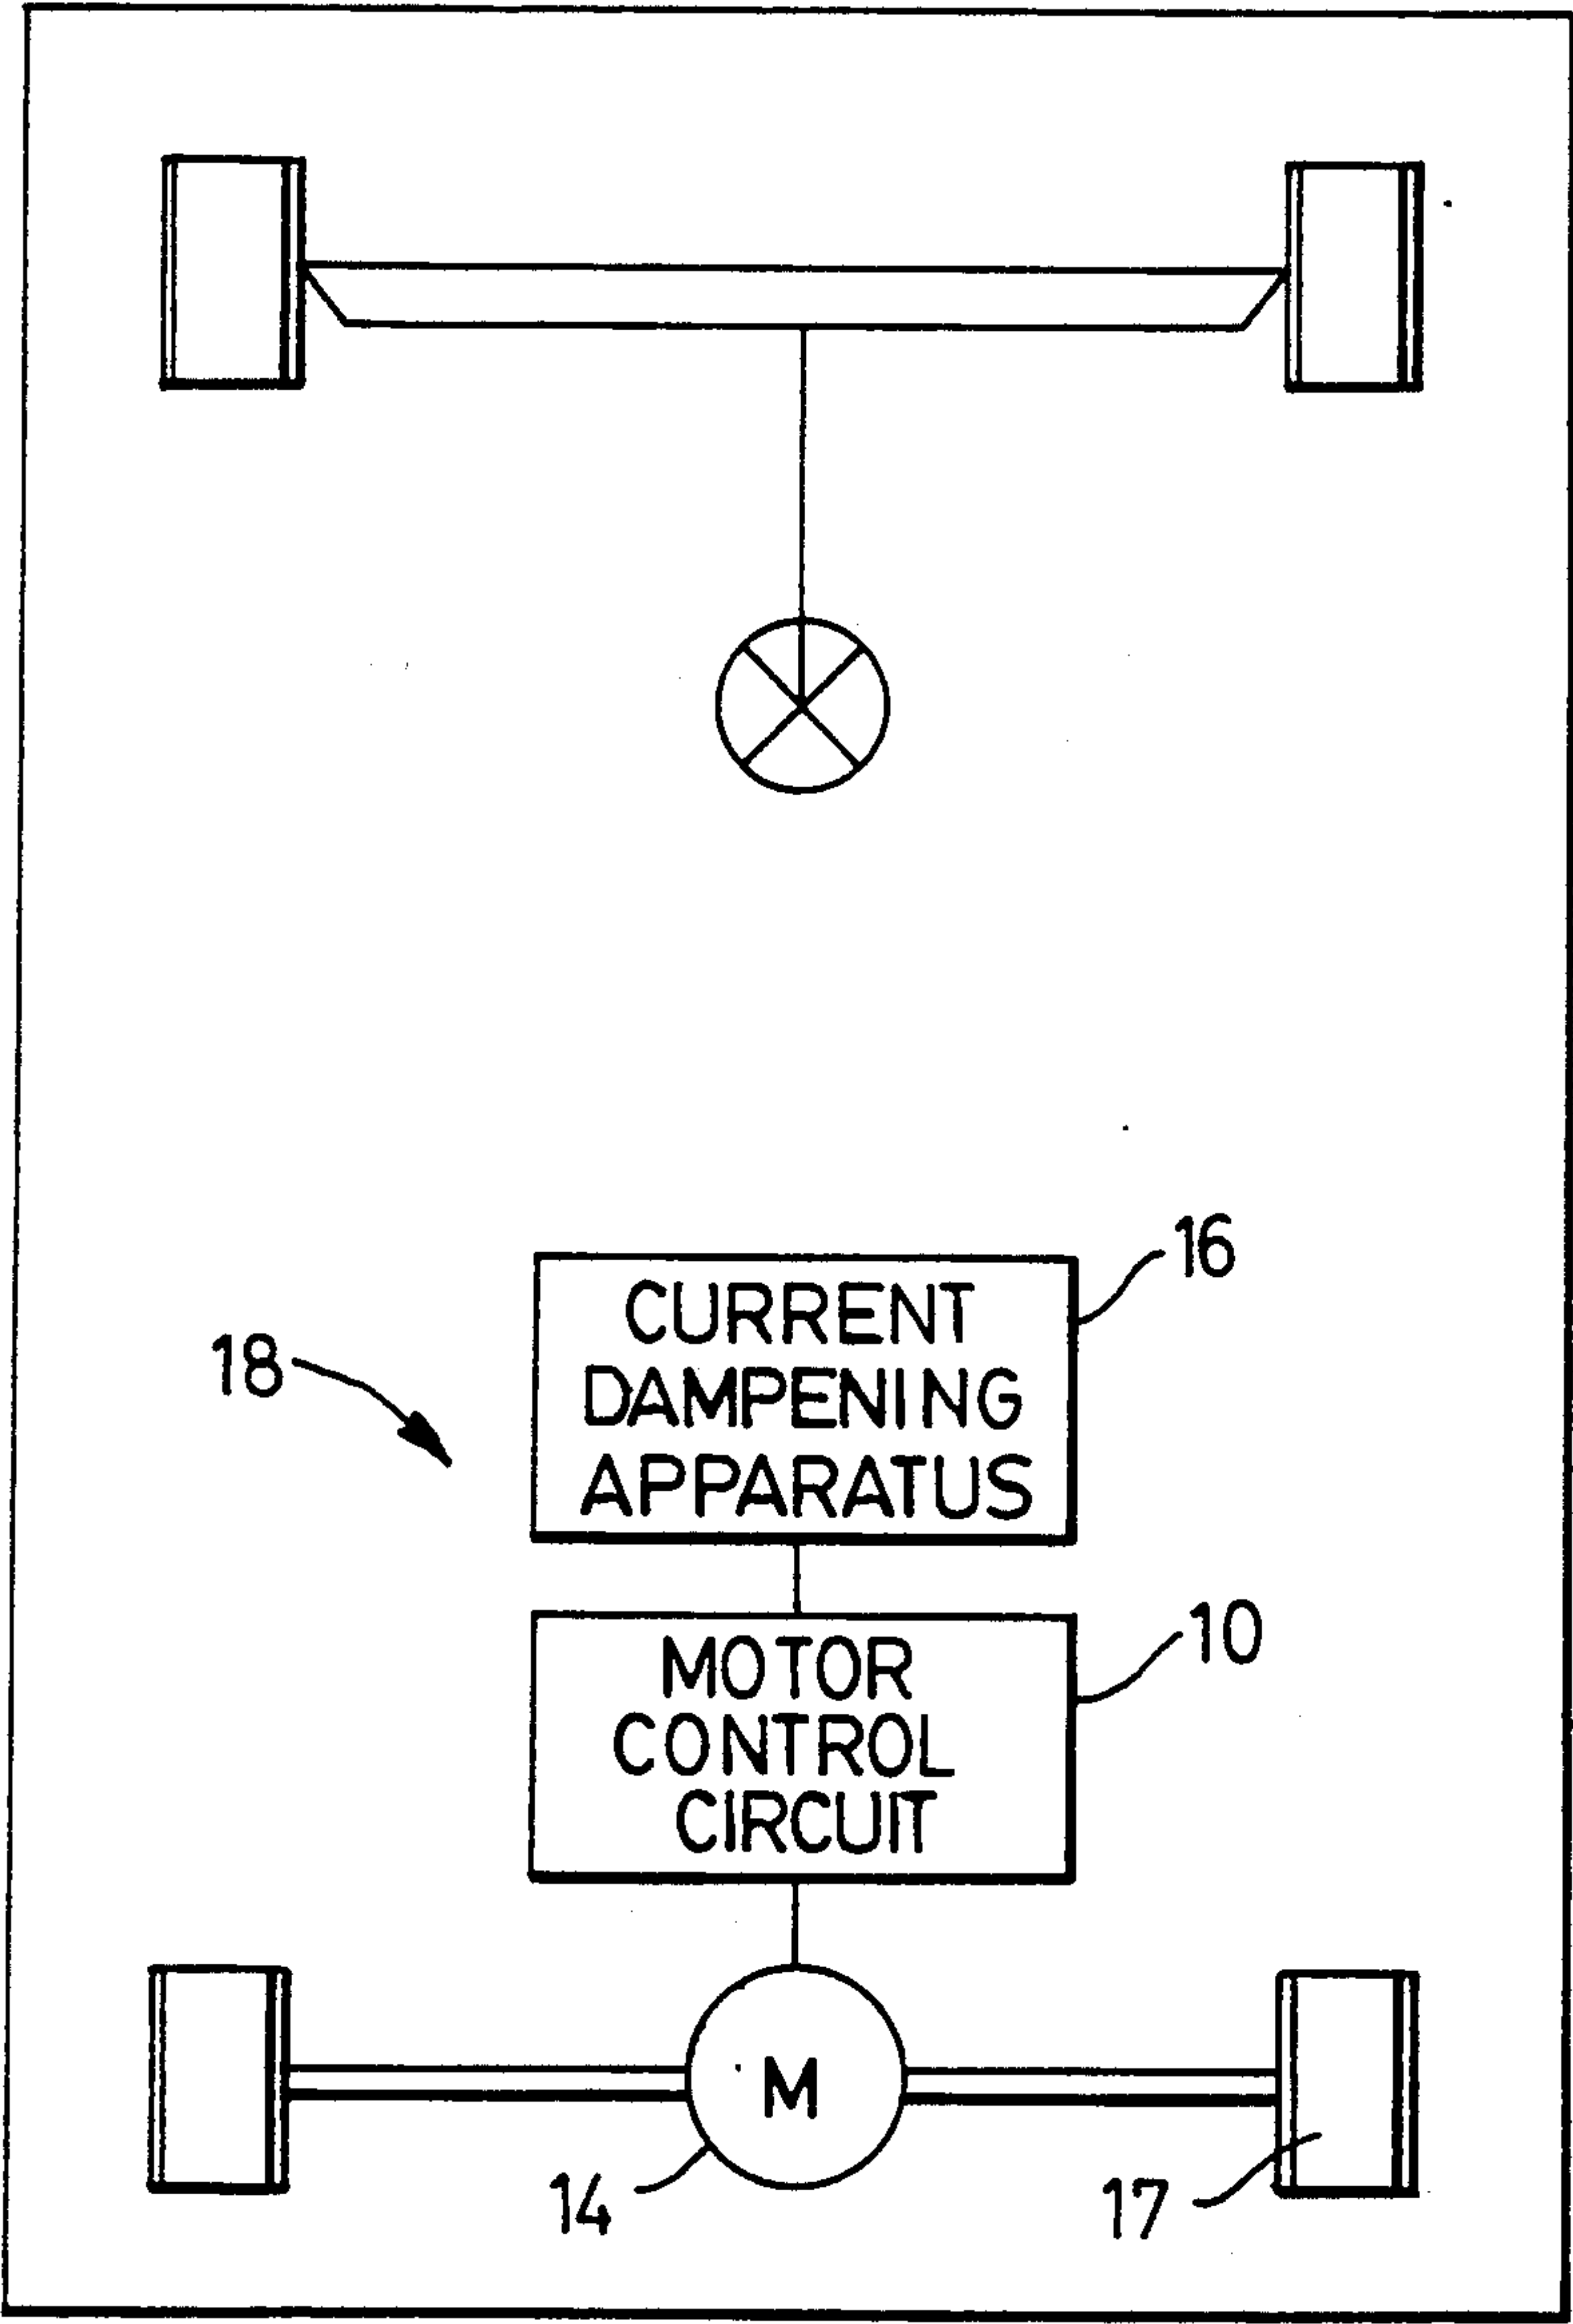 16
CURRENT
DAMPENING
APPARATUS
18
10
MOTOR
CONTROL
CIRCUIT
M
14
17